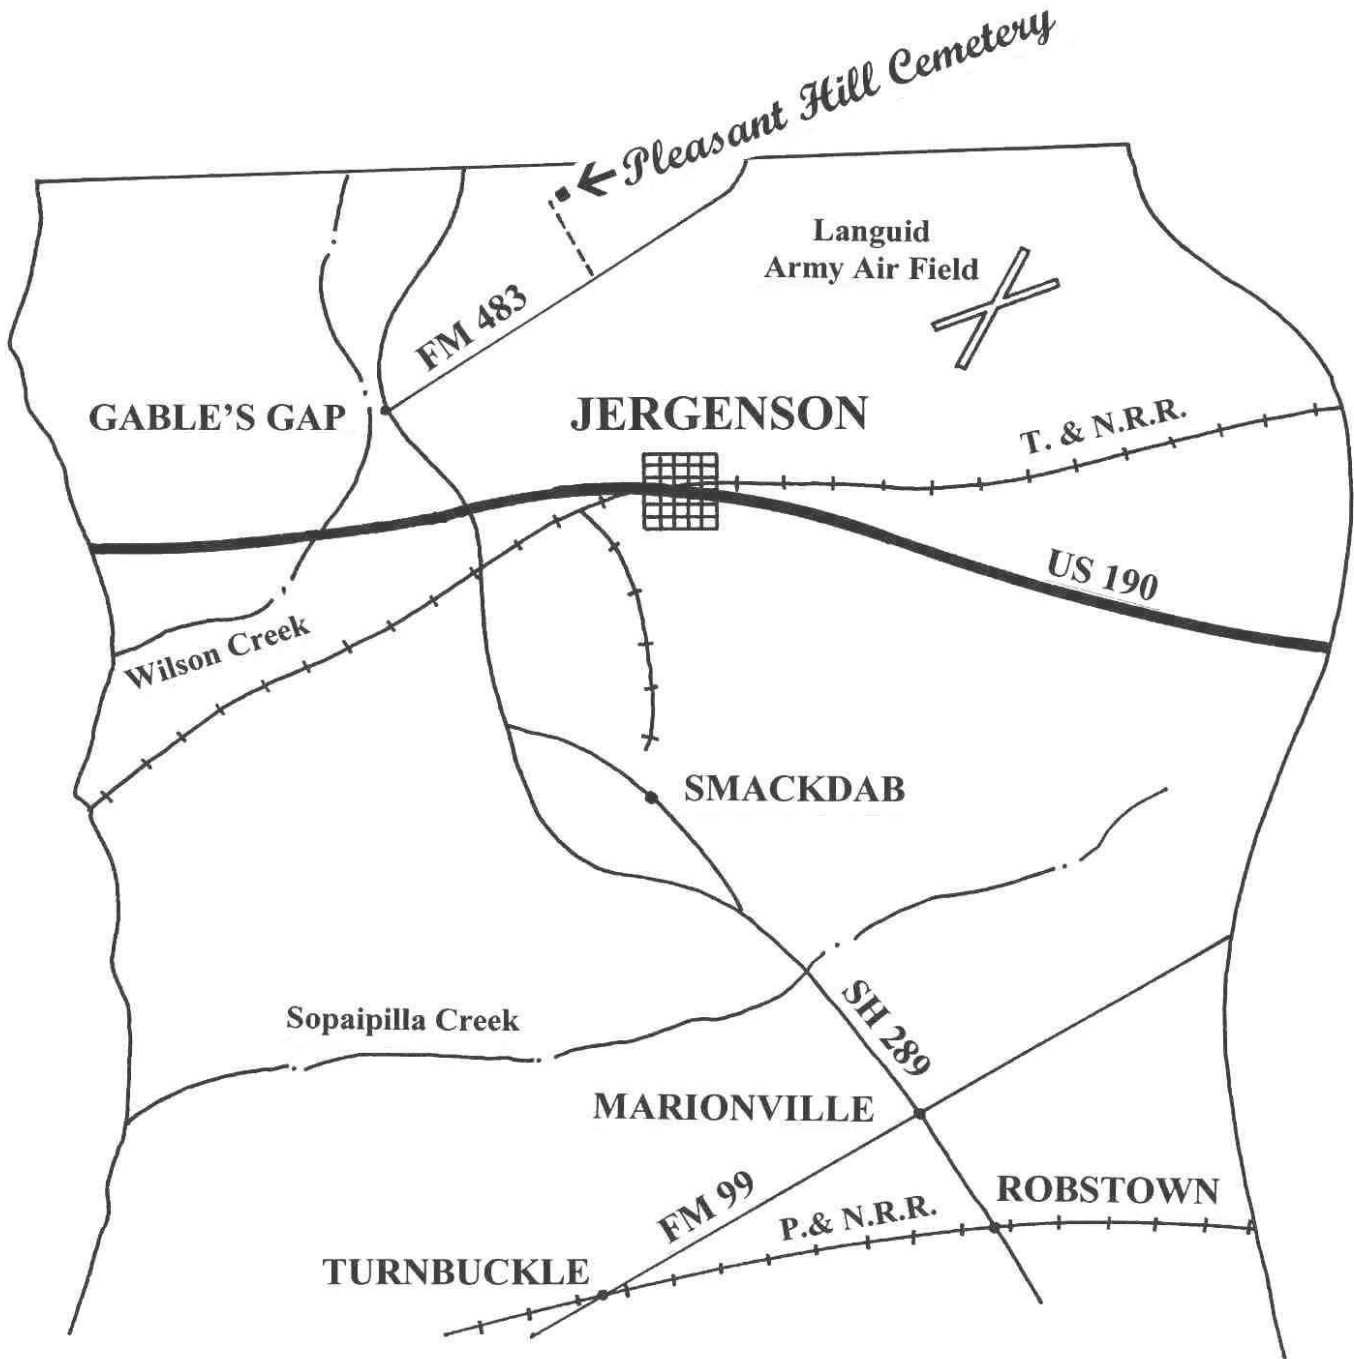 Pleasant Hill Cemetery
Languid
Army Air Field
FM 483
GABLE'S GAP
JERGENSON
T. & N.R.R.
US 190
Wilson Creek
SMACKDAB
Sopaipilla Creek
SH 289
MARIONVILLE
FM 99
P.& N.R.R.
ROBSTOWN
TURNBUCKLE